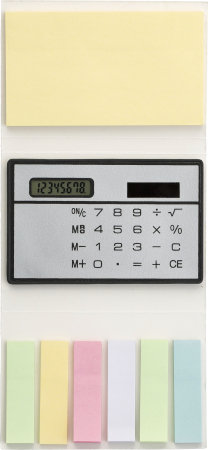 12345678.
ON/C 7 8 9 ÷ √
MR 4 5 6 × %
M- 1 2 3 - C
M+ 0 · = + CE